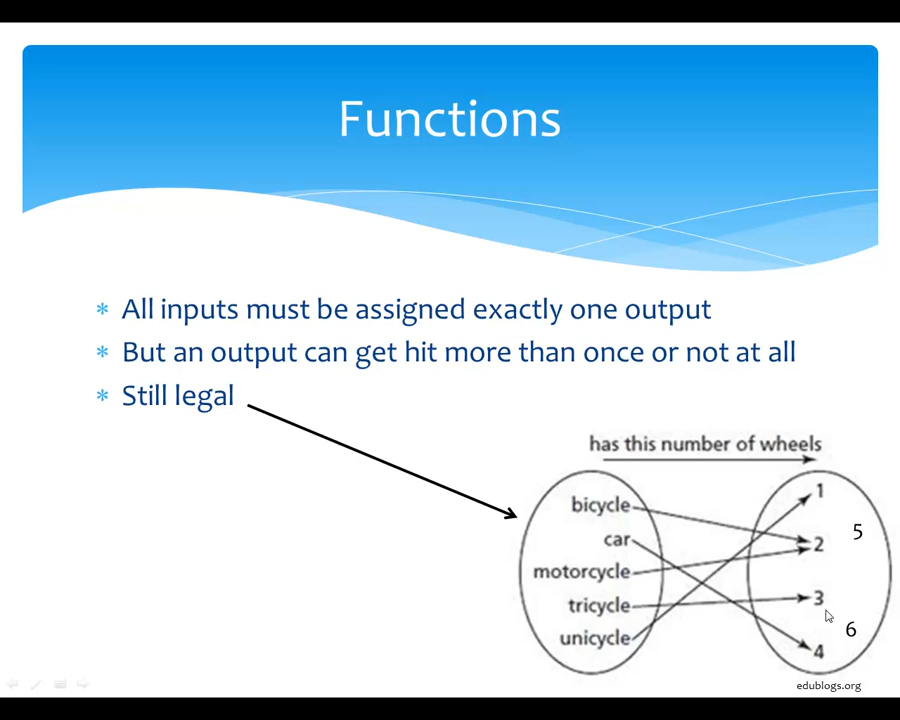 Functions
* All inputs must be assigned exactly one output
* But an output can get hit more than once or not at all
* Still legal
has this number of wheels
bicycle
car
motorcycle
tricycle
unicycle
1
2
3
4
5
6
edublogs.org